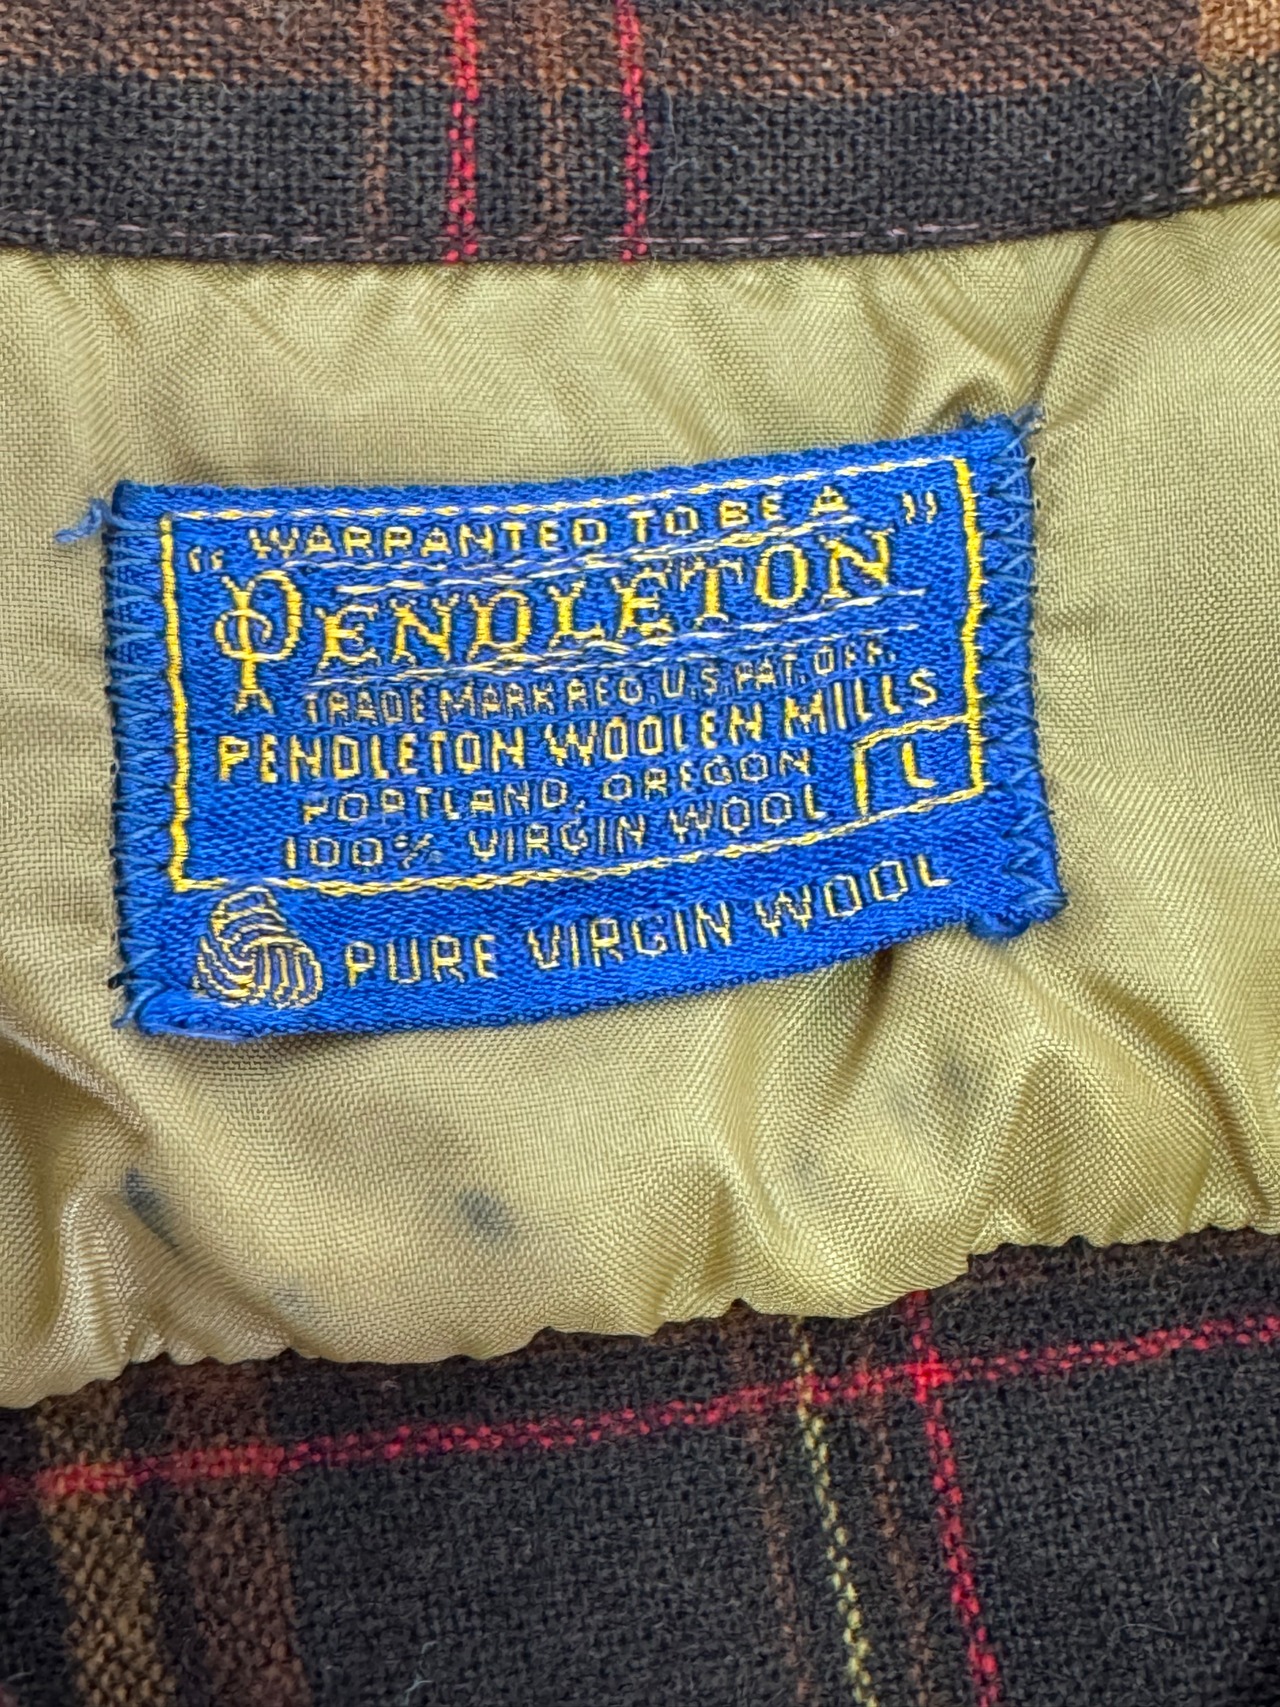 "WARRANTED TO BE A"
PENDLETON
TRADE MARK REG. U.S. PAT. OFF.
PENDLETON WOOLEN MILLS
PORTLAND, OREGON
L
100% VIRGIN WOOL
PURE VIRGIN WOOL